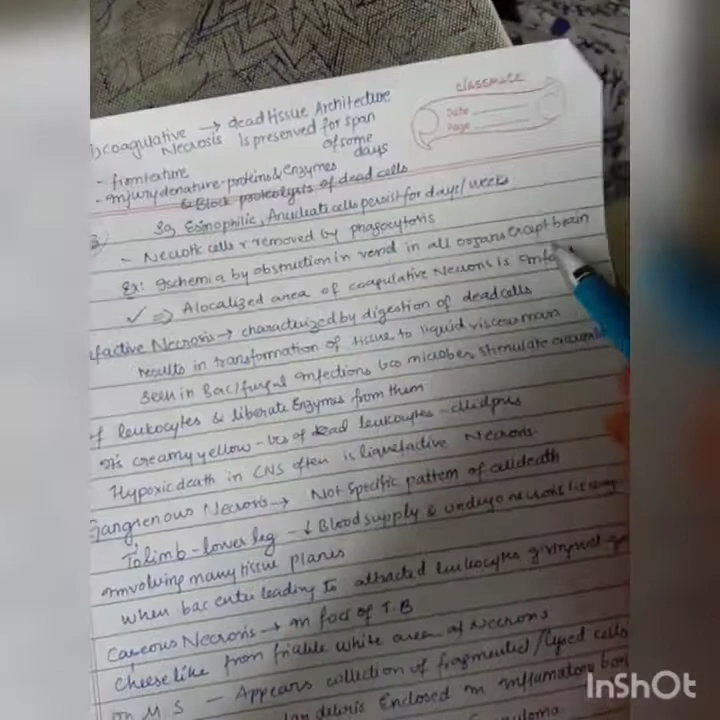 classmate
Date
Page
1) coagulative → dead tissue Architecture
Necrosis is preserved for span
of some
days
- firm texture
- injury denature - proteins & enzymes
& Block proteolysis of dead cells
So, Eosinophilic, Anucleate cells persist for days/weeks
- Necrotic cells r removed by phagocytosis
Ex: Ischemia by obstruction in vessel in all organs except brain
✓ ⇒ A localized area of coagulative Necrosis is
factive Necrosis → characterized by digestion of dead cells
results in transformation of tissue to liquid viscous mass
Seen in Bac/fungal infections bco microbes stimulate
of leukocytes & liberate Enzymes from them
It's creamy yellow - bcs of dead leukocytes - called pus
Hypoxic death in CNS often is liquefactive Necrosis
Gangrenous Necrosis → Not specific pattern of cell death
To limb - lower leg - ↓ Blood supply & undergo necrosis
involving many tissue planes
when bac enter leading to attracted leukocytes
Caseous Necrosis → in foci of T.B
Cheese like from friable white area of Necrosis
M.S - Appears collection of fragmented/lysed cells
debris Enclosed in inflammatory
InShOt